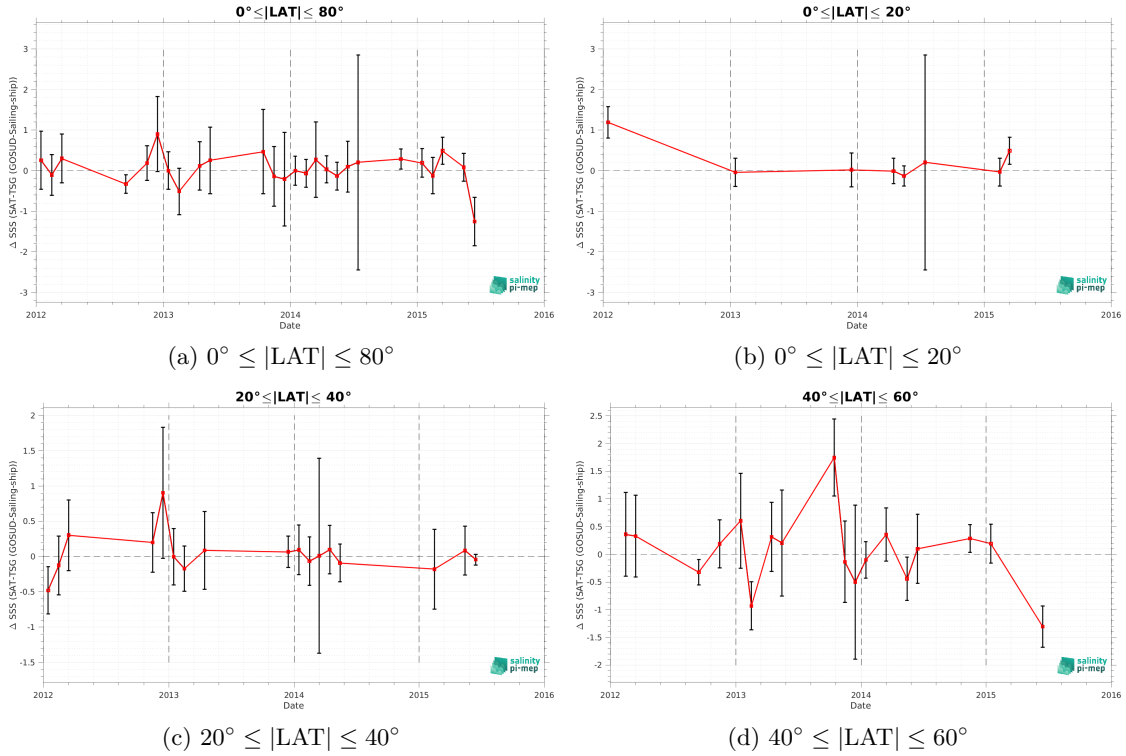 0°≤|LAT|≤ 80°
Δ SSS (SAT-TSG (GOSUD-Sailing-ship))
3
2
1
0
-1
-2
-3
2012 2013 2014 2015 2016
Date
salinity
pi-mep
(a) 0° ≤ |LAT| ≤ 80°
0°≤|LAT|≤ 20°
Δ SSS (SAT-TSG (GOSUD-Sailing-ship))
3
2
1
0
-1
-2
-3
2012 2013 2014 2015 2016
Date
salinity
pi-mep
(b) 0° ≤ |LAT| ≤ 20°
20°≤|LAT|≤ 40°
Δ SSS (SAT-TSG (GOSUD-Sailing-ship))
2
1.5
1
0.5
0
-0.5
-1
-1.5
2012 2013 2014 2015 2016
Date
salinity
pi-mep
(c) 20° ≤ |LAT| ≤ 40°
40°≤|LAT|≤ 60°
Δ SSS (SAT-TSG (GOSUD-Sailing-ship))
2.5
2
1.5
1
0.5
0
-0.5
-1
-1.5
-2
2012 2013 2014 2015 2016
Date
salinity
pi-mep
(d) 40° ≤ |LAT| ≤ 60°